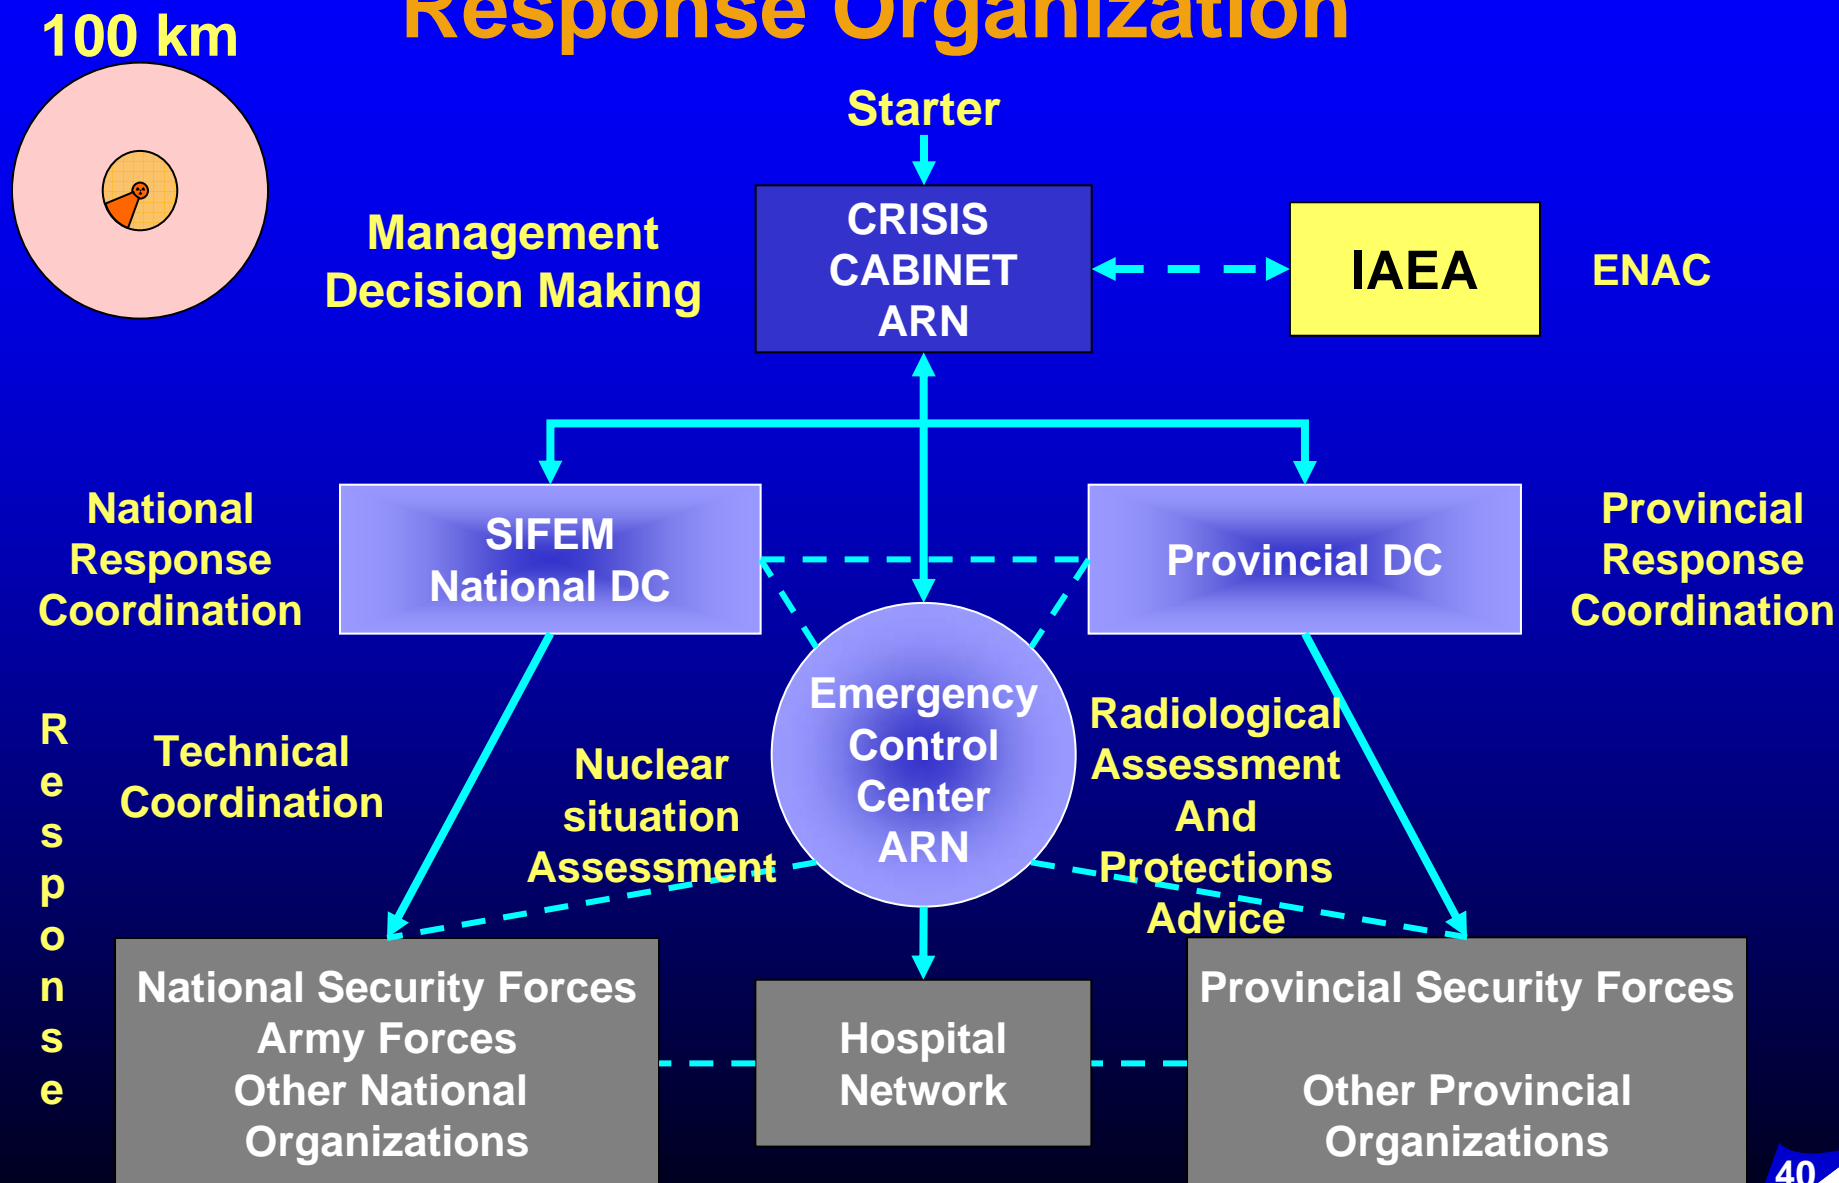 Response Organization
100 km
Starter
Management
Decision Making
CRISIS
CABINET
ARN
IAEA
ENAC
National
Response
Coordination
SIFEM
National DC
Provincial DC
Provincial
Response
Coordination
R
e
s
p
o
n
s
e
Technical
Coordination
Nuclear
situation
Assessment
Emergency
Control
Center
ARN
Radiological
Assessment
And
Protections
Advice
National Security Forces
Army Forces
Other National
Organizations
Hospital
Network
Provincial Security Forces
Other Provincial
Organizations
40